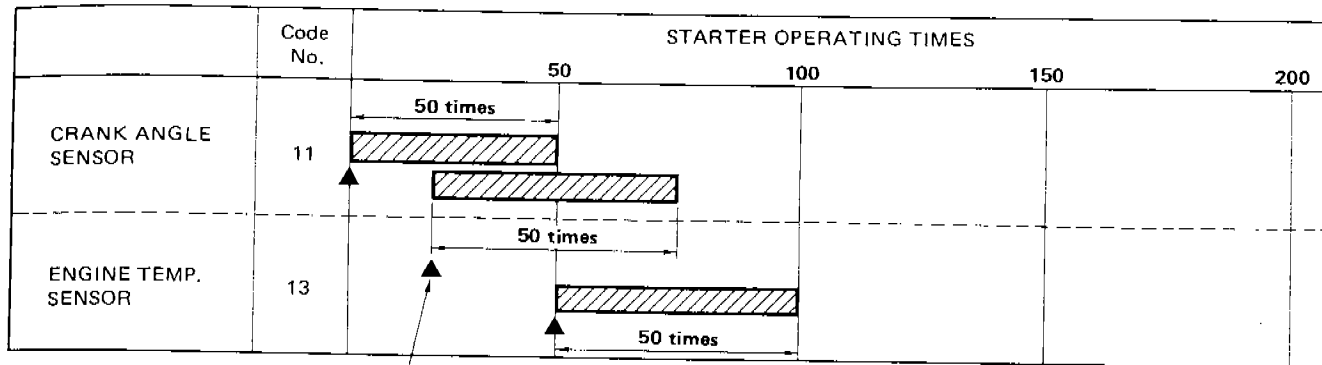 Code
No.
STARTER OPERATING TIMES
50
100
150
200
CRANK ANGLE
SENSOR
11
50 times
50 times
ENGINE TEMP.
SENSOR
13
50 times